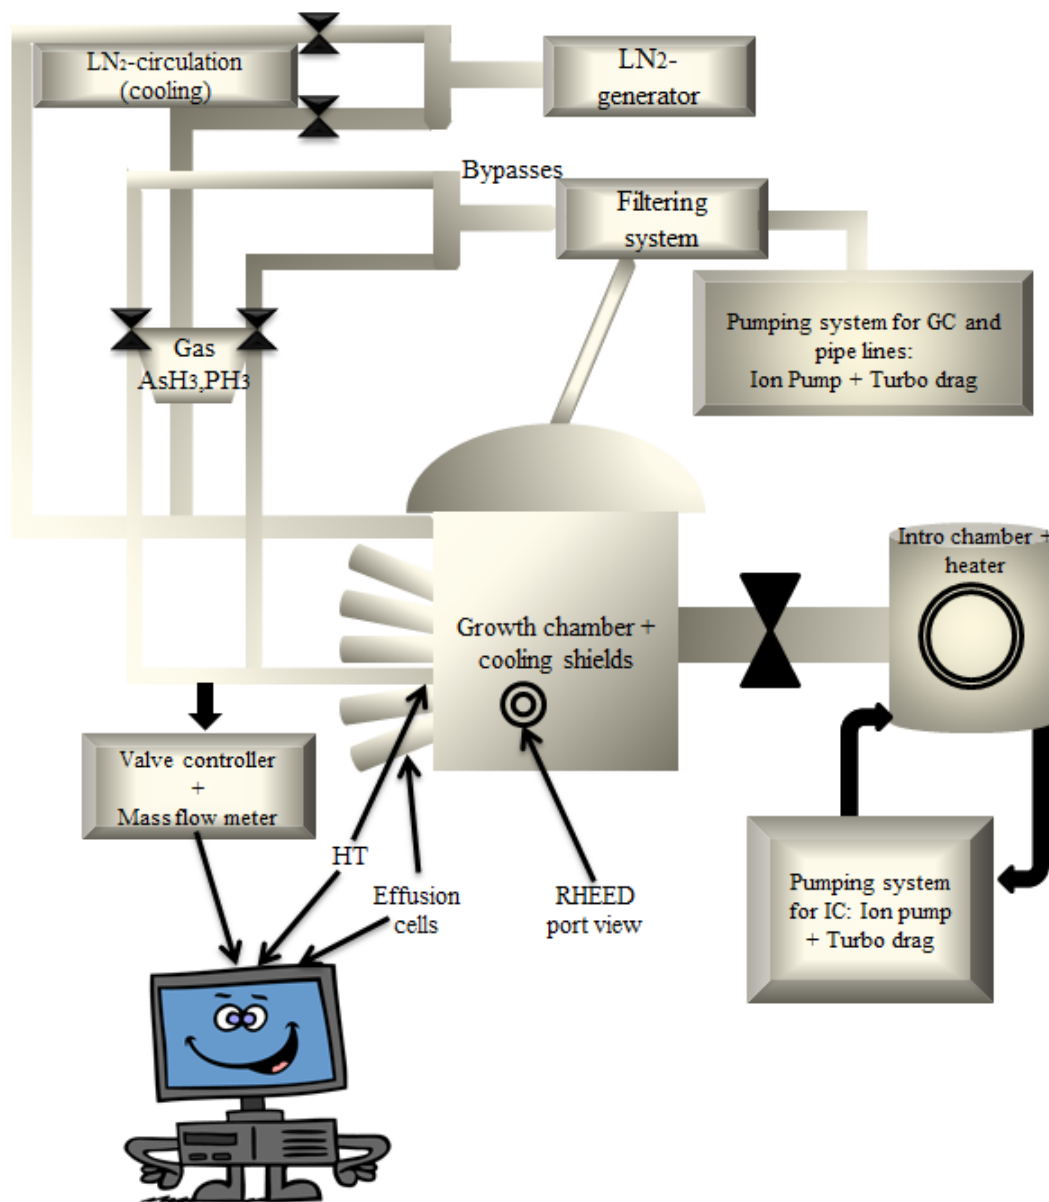 LN2-circulation
(cooling)
LN2-
generator
Bypasses
Filtering
system
Pumping system for GC and
pipe lines:
Ion Pump + Turbo drag
Gas
AsH3,PH3
Intro chamber +
heater
Growth chamber +
cooling shields
Valve controller
+
Mass flow meter
HT
Effusion
cells
RHEED
port view
Pumping system
for IC: Ion pump
+ Turbo drag